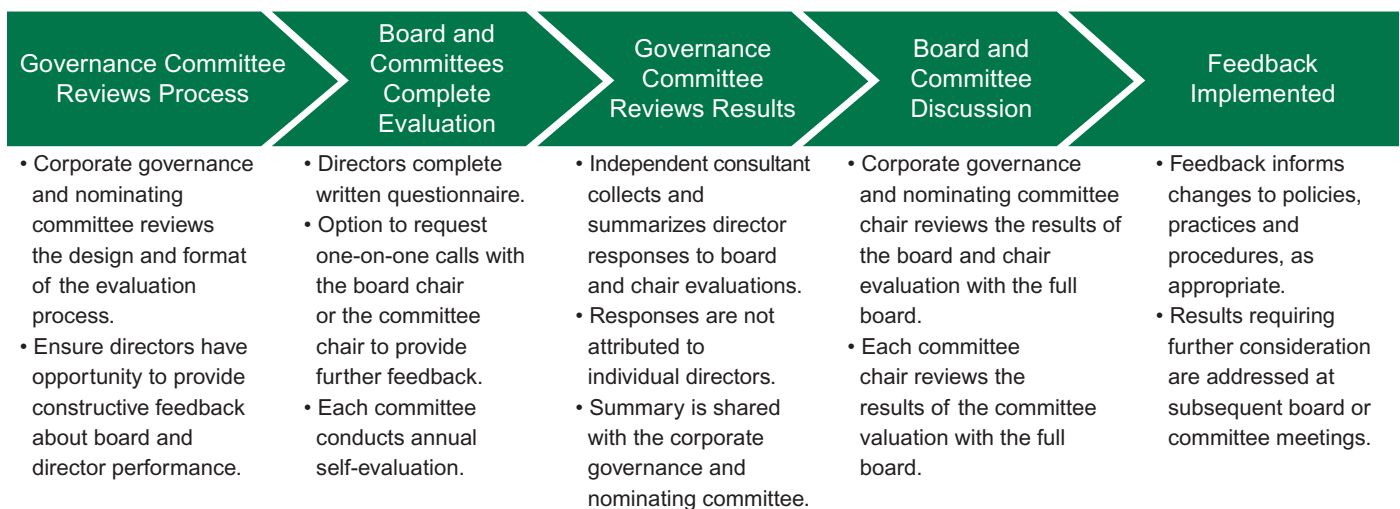 Governance Committee
Reviews Process
Board and
Committees
Complete
Evaluation
Governance
Committee
Reviews Results
Board and
Committee
Discussion
Feedback
Implemented
• Corporate governance
and nominating
committee reviews
the design and format
of the evaluation
process.
• Ensure directors have
opportunity to provide
constructive feedback
about board and
director performance.
• Directors complete
written questionnaire.
• Option to request
one-on-one calls with
the board chair
or the committee
chair to provide
further feedback.
• Each committee
conducts annual
self-evaluation.
• Independent consultant
collects and
summarizes director
responses to board
and chair evaluations.
• Responses are not
attributed to
individual directors.
• Summary is shared
with the corporate
governance and
nominating committee.
• Corporate governance
and nominating committee
chair reviews the results of
the board and chair
evaluation with the full
board.
• Each committee
chair reviews the
results of the committee
valuation with the full
board.
• Feedback informs
changes to policies,
practices and
procedures, as
appropriate.
• Results requiring
further consideration
are addressed at
subsequent board or
committee meetings.